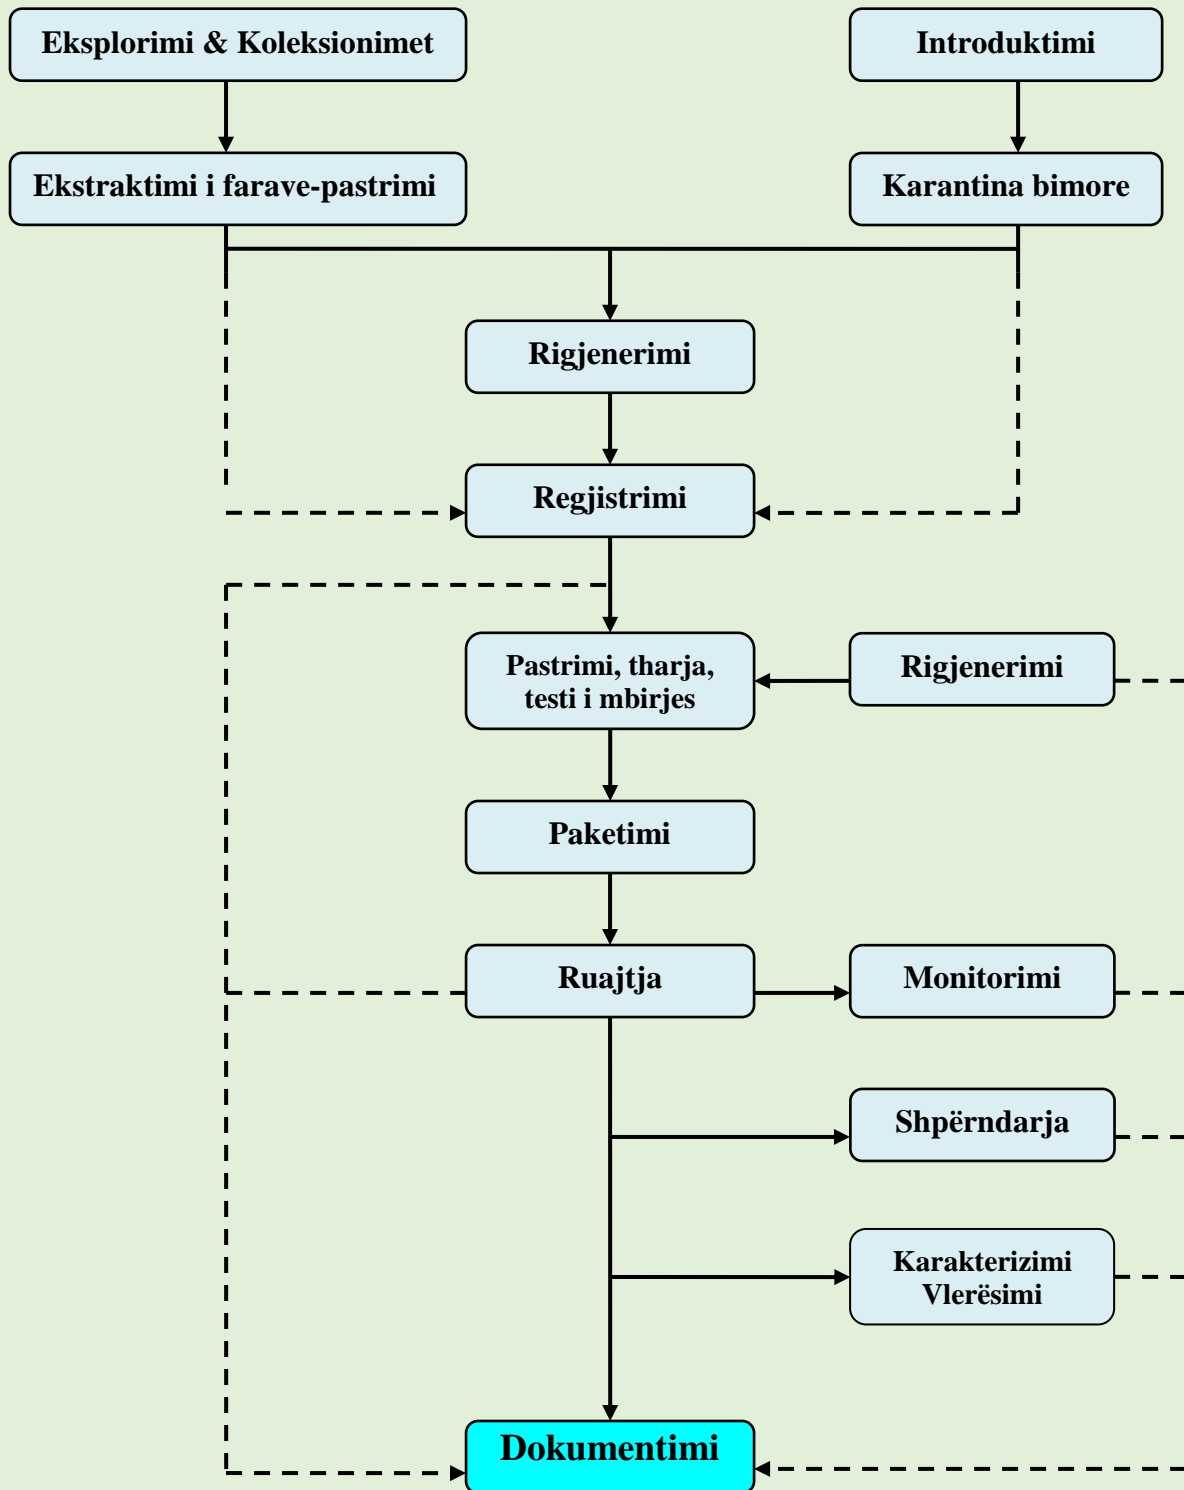 Eksplorimi & Koleksionimet
Introduktimi
Ekstraktimi i farave-pastrimi
Karantina bimore
Rigjenerimi
Regjistrimi
Pastrimi, tharja,
testi i mbirjes
Rigjenerimi
Paketimi
Ruajtja
Monitorimi
Shpërndarja
Karakterizimi
Vlerësimi
Dokumentimi